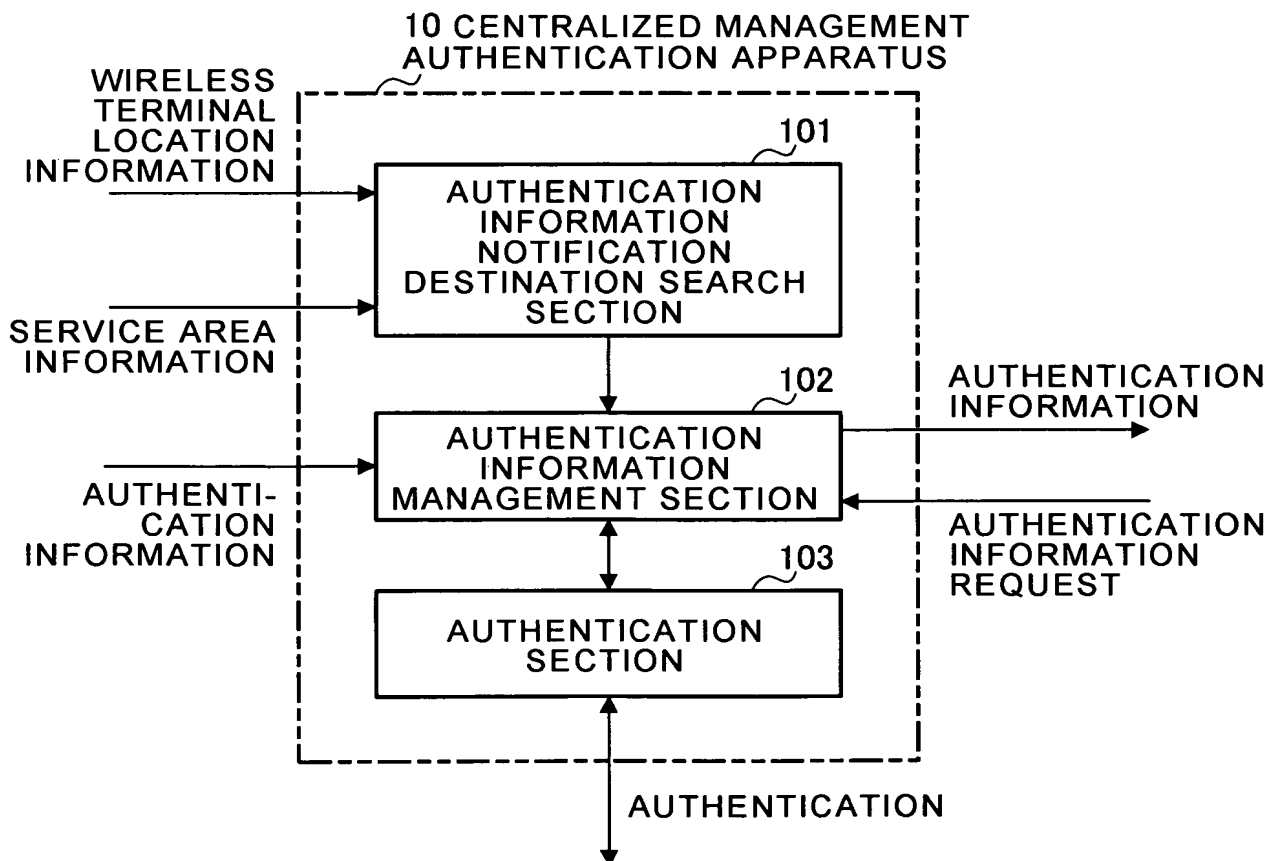 10 CENTRALIZED MANAGEMENT
AUTHENTICATION APPARATUS
WIRELESS
TERMINAL
LOCATION
INFORMATION
101
AUTHENTICATION
INFORMATION
NOTIFICATION
DESTINATION SEARCH
SECTION
SERVICE AREA
INFORMATION
102
AUTHENTICATION
INFORMATION
MANAGEMENT SECTION
AUTHENTICATION
INFORMATION
AUTHENTI-
CATION
INFORMATION
AUTHENTICATION
INFORMATION
REQUEST
103
AUTHENTICATION
SECTION
AUTHENTICATION